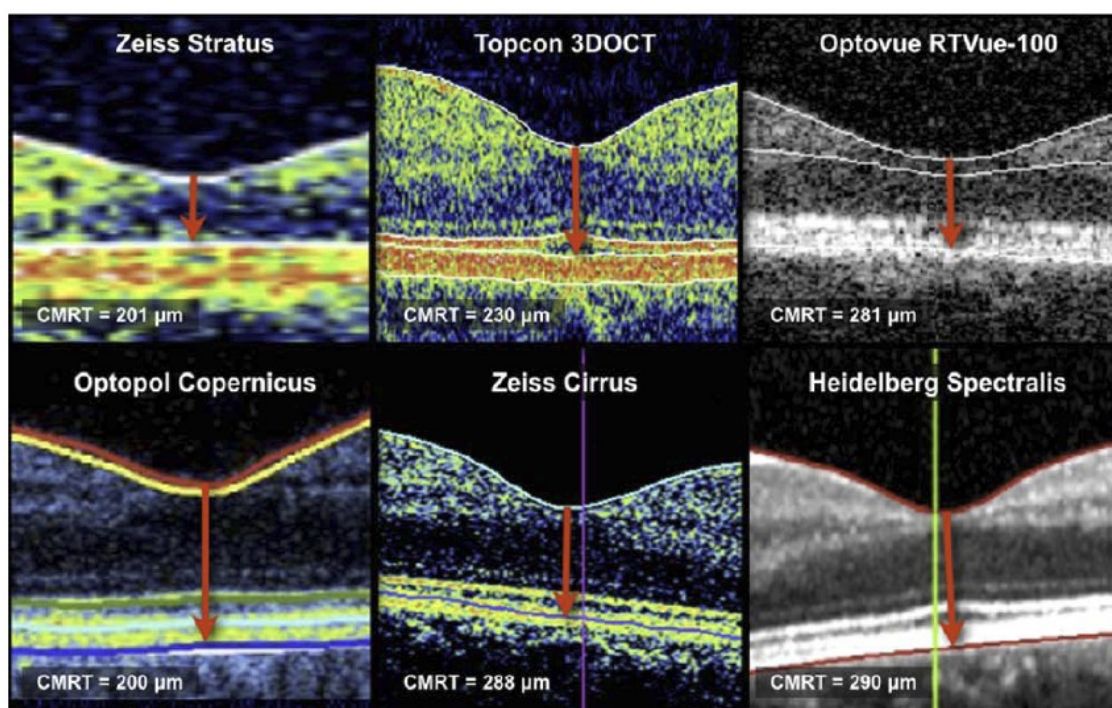 Zeiss Stratus
Topcon 3DOCT
Optovue RTVue-100
CMRT = 201 µm
CMRT = 230 µm
CMRT = 281 µm
Optopol Copernicus
Zeiss Cirrus
Heidelberg Spectralis
CMRT = 200 µm
CMRT = 288 µm
CMRT = 290 µm